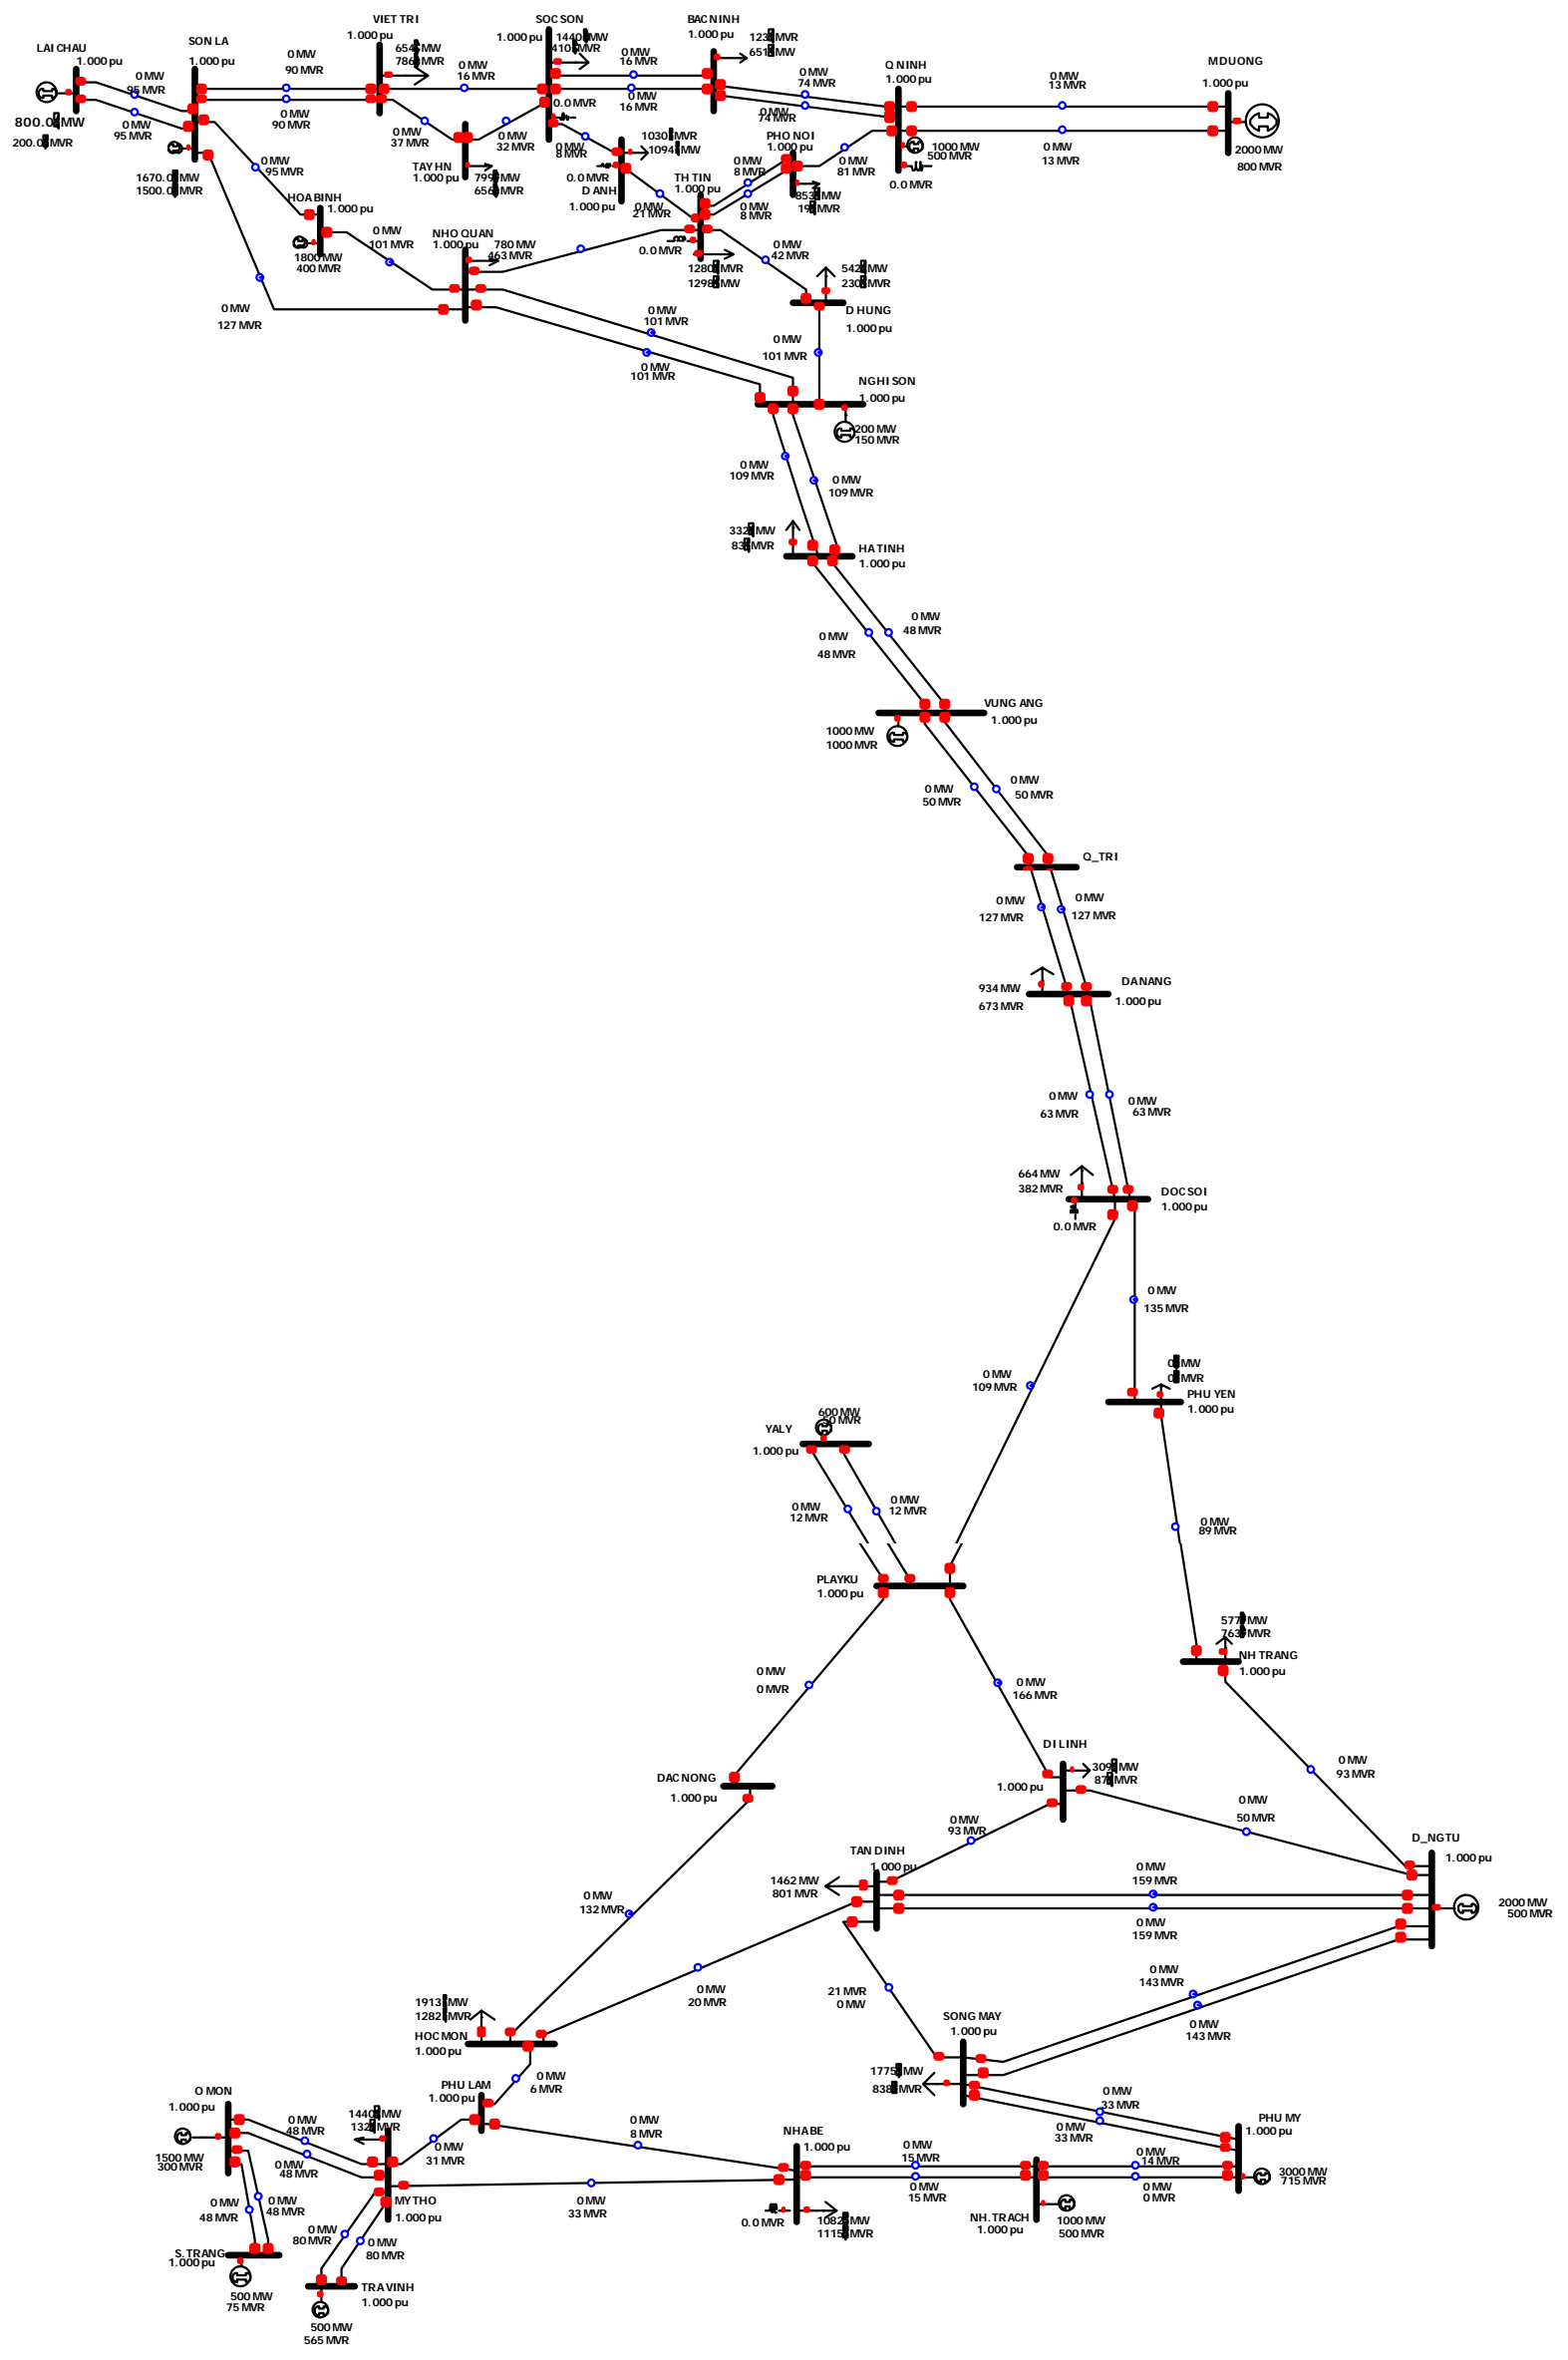 VIET TRI
1.000 pu
SOC SON
1.000 pu
BAC NINH
1.000 pu
LAI CHAU
1.000 pu
SON LA
1.000 pu
0 MW
90 MVR
0 MW
16 MVR
0 MW
16 MVR
Q NINH
1.000 pu
0 MW
74 MVR
0 MW
13 MVR
M DUONG
1.000 pu
0 MW
95 MVR
0 MW
95 MVR
0 MW
90 MVR
0 MW
16 MVR
0 MW
74 MVR
0 MW
13 MVR
2000 MW
800 MVR
0 MW
37 MVR
0 MW
32 MVR
0.0 MVR
0 MW
8 MVR
PHO NOI
1.000 pu
0 MW
81 MVR
1000 MW
500 MVR
0.0 MVR
TAY HN
1.000 pu
0.0 MVR
D ANH
1.000 pu
TH TIN
1.000 pu
0 MW
8 MVR
0 MW
8 MVR
0 MW
95 MVR
HOA BINH
1.000 pu
0 MW
21 MVR
0 MW
101 MVR
1800 MW
400 MVR
NHO QUAN
1.000 pu
780 MW
463 MVR
0.0 MVR
0 MW
42 MVR
D HUNG
1.000 pu
0 MW
127 MVR
0 MW
101 MVR
0 MW
101 MVR
0 MW
101 MVR
NGHI SON
1.000 pu
200 MW
150 MVR
0 MW
109 MVR
0 MW
109 MVR
HA TINH
1.000 pu
0 MW
48 MVR
0 MW
48 MVR
VUNG ANG
1.000 pu
1000 MW
1000 MVR
0 MW
50 MVR
0 MW
50 MVR
Q_TRI
0 MW
127 MVR
0 MW
127 MVR
934 MW
673 MVR
DANANG
1.000 pu
0 MW
63 MVR
0 MW
63 MVR
664 MW
382 MVR
DOC SOI
1.000 pu
0.0 MVR
0 MW
135 MVR
0 MW
109 MVR
PHU YEN
1.000 pu
600 MW
YALY
1.000 pu
0 MW
12 MVR
0 MW
12 MVR
0 MW
89 MVR
PLAYKU
1.000 pu
NH TRANG
1.000 pu
0 MW
0 MVR
0 MW
166 MVR
DI LINH
1.000 pu
0 MW
93 MVR
DAC NONG
1.000 pu
0 MW
50 MVR
0 MW
93 MVR
D_NGTU
1.000 pu
TAN DINH
1.000 pu
1462 MW
801 MVR
0 MW
159 MVR
0 MW
159 MVR
2000 MW
500 MVR
0 MW
132 MVR
0 MW
20 MVR
21 MVR
0 MW
0 MW
143 MVR
0 MW
143 MVR
HOC MON
1.000 pu
SONG MAY
1.000 pu
0 MW
6 MVR
PHU LAM
1.000 pu
O MON
1.000 pu
0 MW
48 MVR
0 MW
48 MVR
1500 MW
300 MVR
0 MW
31 MVR
0 MW
8 MVR
NHA BE
1.000 pu
0 MW
33 MVR
0 MW
33 MVR
PHU MY
1.000 pu
0 MW
15 MVR
0 MW
15 MVR
0 MW
14 MVR
0 MW
0 MVR
3000 MW
715 MVR
0 MW
48 MVR
0 MW
48 MVR
MY THO
1.000 pu
0 MW
33 MVR
0.0 MVR
NH. TRACH
1.000 pu
1000 MW
500 MVR
0 MW
80 MVR
0 MW
80 MVR
S.TRANG
1.000 pu
500 MW
75 MVR
TRA VINH
1.000 pu
500 MW
565 MVR